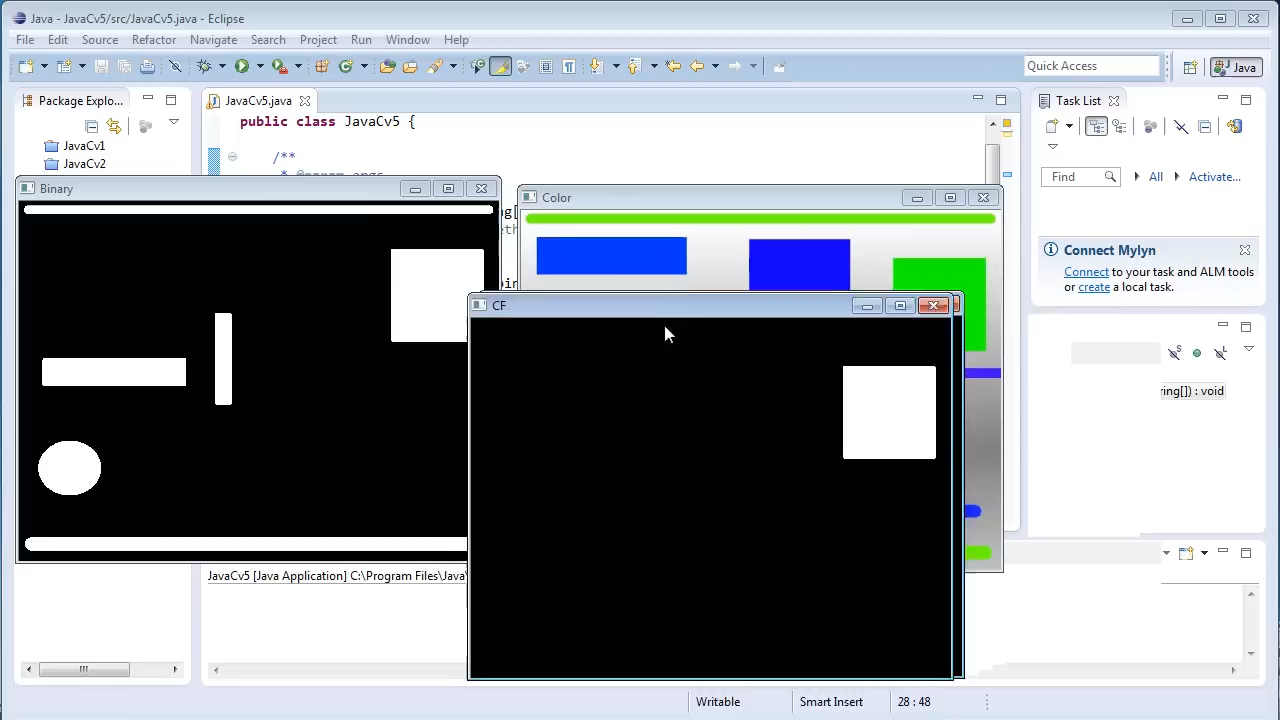 Java - JavaCv5/src/JavaCv5.java - Eclipse
File Edit Source Refactor Navigate Search Project Run Window Help
Quick Access
Java
Package Explo...
JavaCv5.java
Task List
public class JavaCv5 {
JavaCv1
/**
JavaCv2
Find
All
Activate...
Binary
Color
Connect Mylyn
Connect to your task and ALM tools
or create a local task.
CF
ring[]) : void
JavaCv5 [Java Application] C:\Program Files\Java\
Writable
Smart Insert
28 : 48